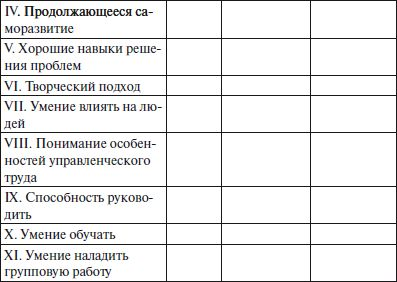 IV. Продолжающееся са-
моразвитие
V. Хорошие навыки реше-
ния проблем
VI. Творческий подход
VII. Умение влиять на лю-
дей
VIII. Понимание особен-
ностей управленческого
труда
IX. Способность руково-
дить
X. Умение обучать
XI. Умение наладить
групповую работу